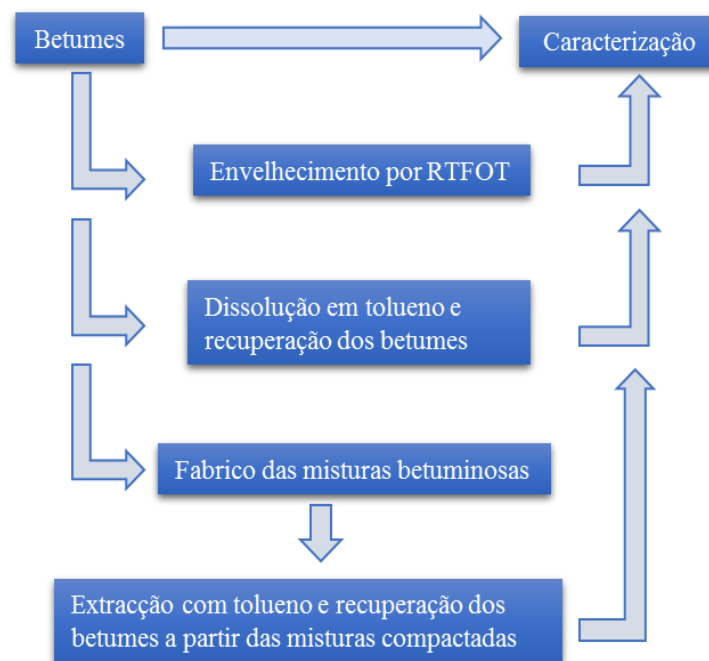 Betumes
Caracterização
Envelhecimento por RTFOT
Dissolução em tolueno e
recuperação dos betumes
Fabrico das misturas betuminosas
Extracção com tolueno e recuperação dos
betumes a partir das misturas compactadas